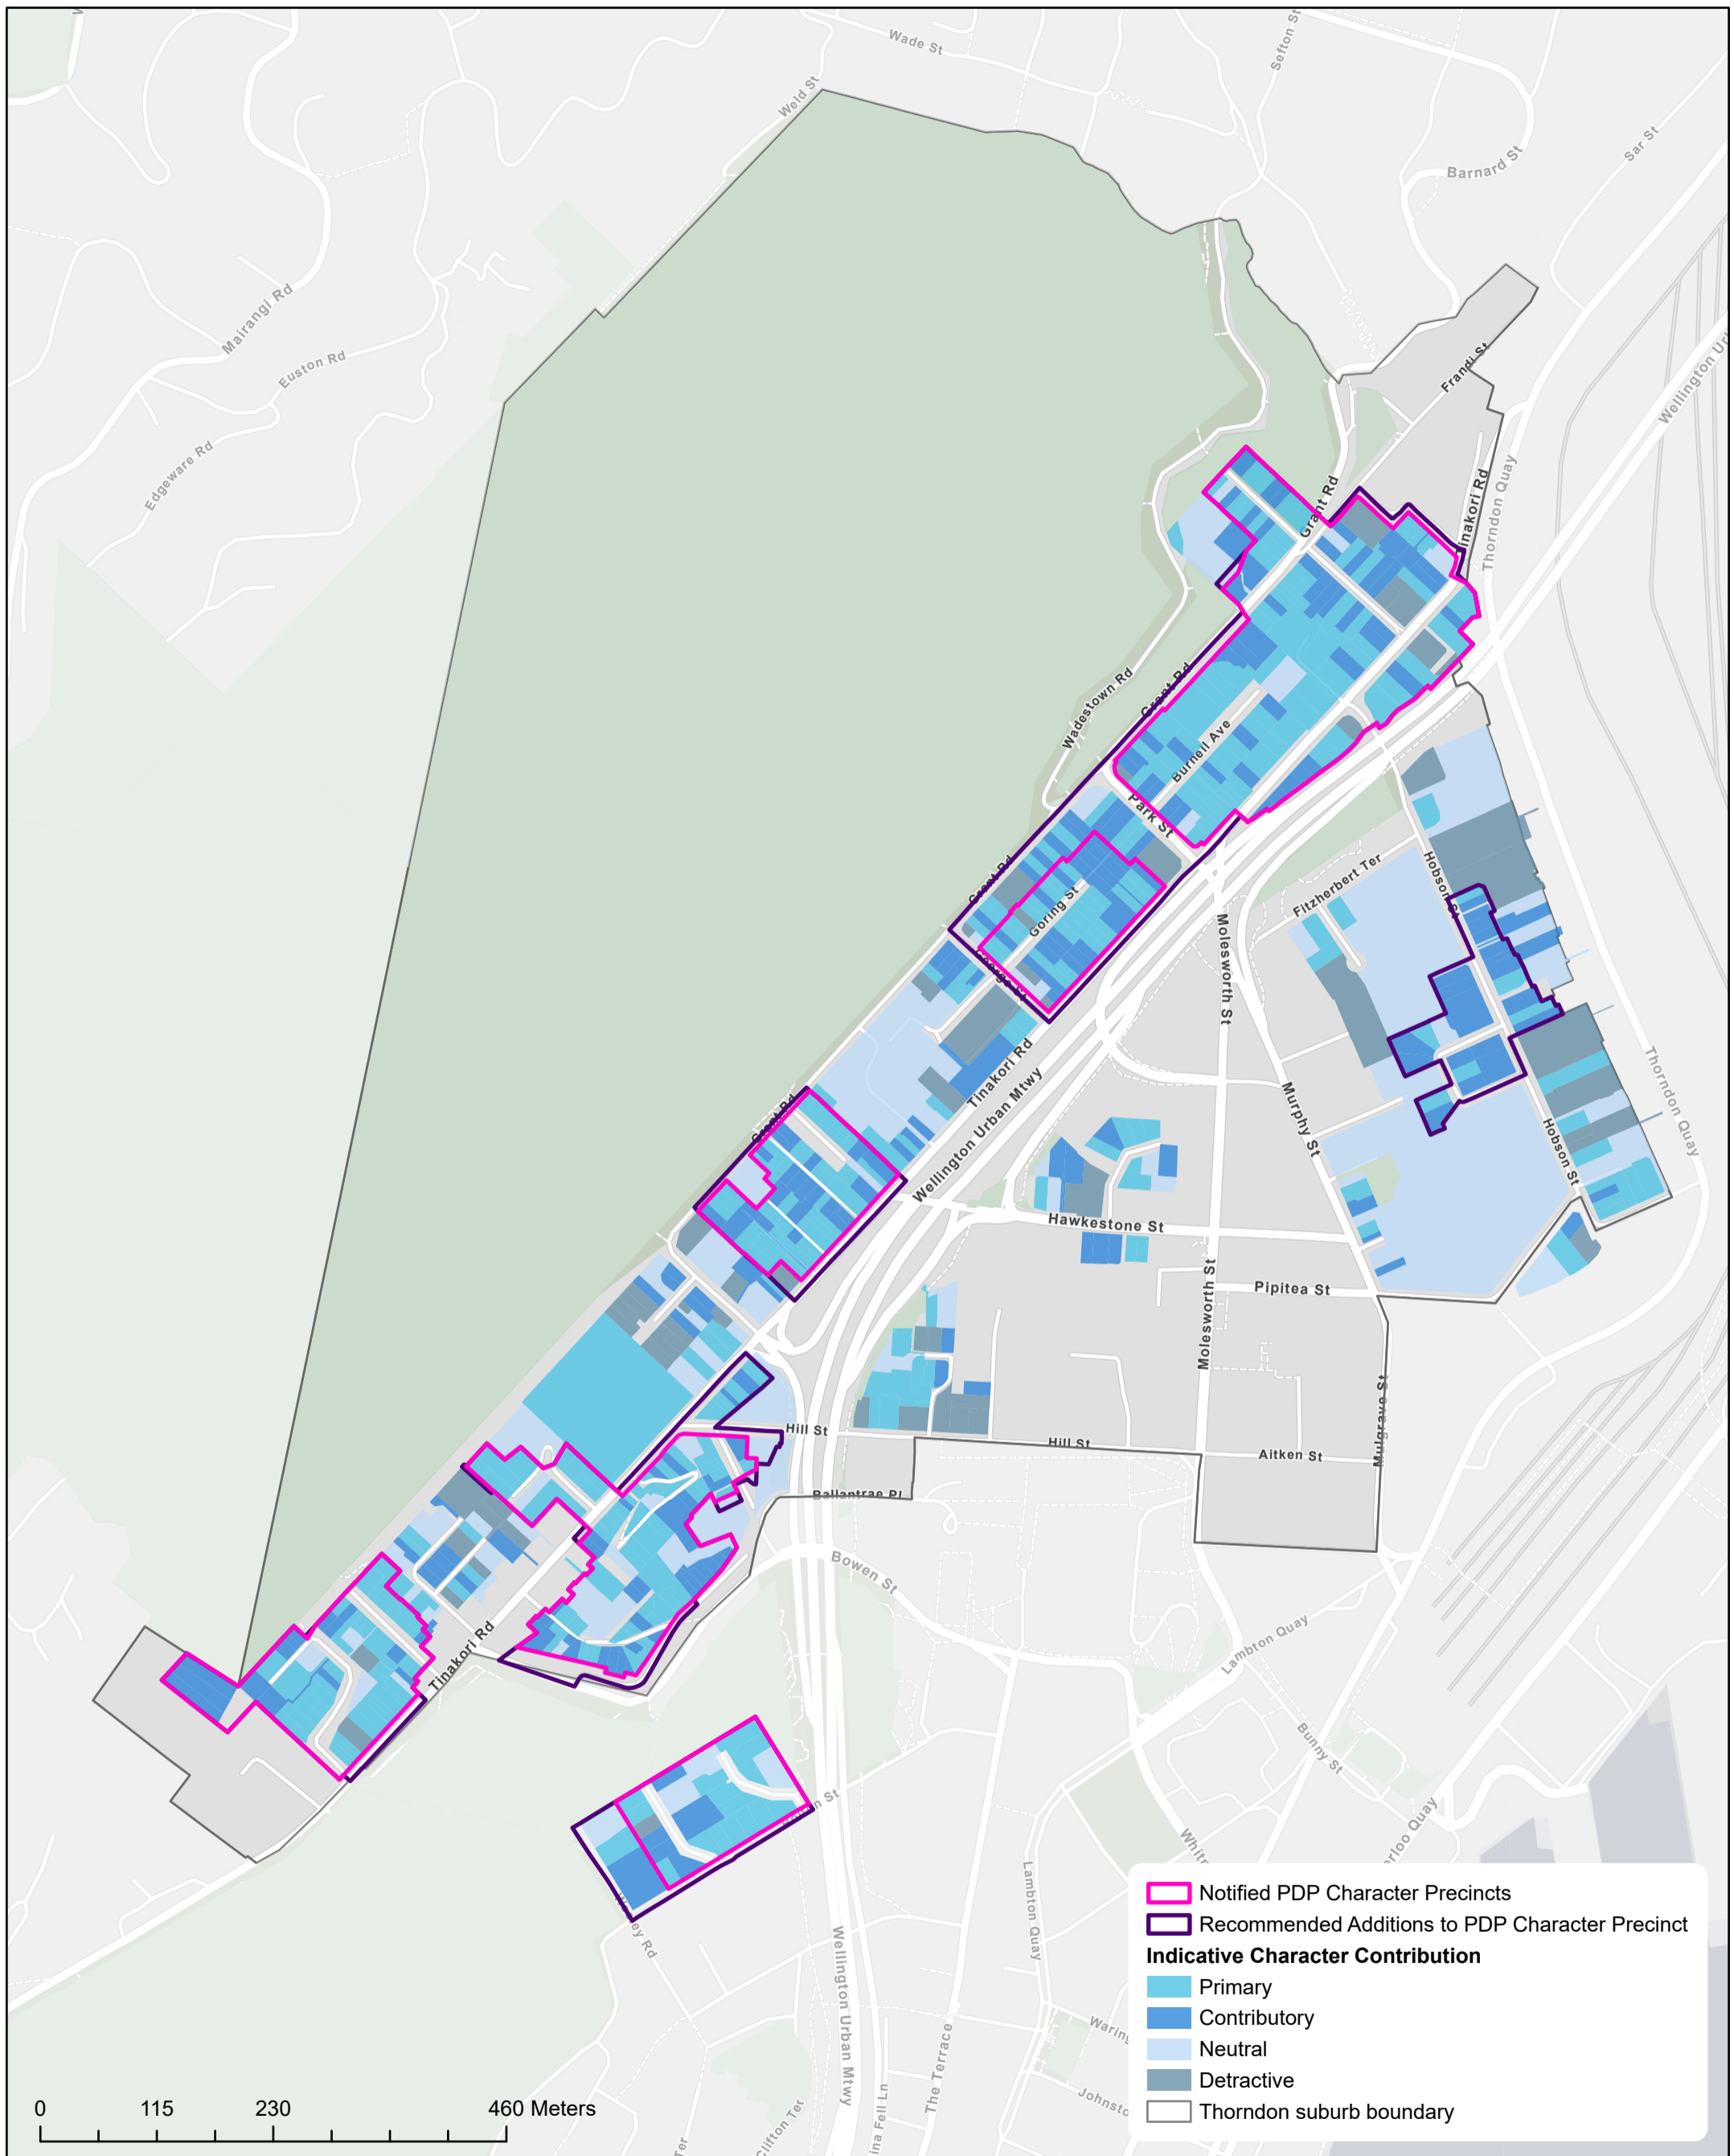 Wade St
Sefton St
Weld St
Sar St
Barnard St
Mairangi Rd
Euston Rd
Frandi St
Edgeware Rd
Grant Rd
Tinakori Rd
Thorndon Quay
Wadestown Rd
Grant Rd
Burnell Ave
Park St
Grant Rd
Goring St
George St
Fitzherbert Ter
Hobson St
Molesworth St
Tinakori Rd
Wellington Urban Mtwy
Murphy St
Thorndon Quay
Grant Rd
Hobson St
Hawkestone St
Pipitea St
Molesworth St
Mulgrave St
Hill St
Hill St
Aitken St
Ballantrae Pl
Bowen St
Tinakori Rd
Lambton Quay
Bunny St
Lambton Quay
Wellington Urban Mtwy
The Terrace
Clifton Ter
Notified PDP Character Precincts
Recommended Additions to PDP Character Precinct
Indicative Character Contribution
Primary
Contributory
Neutral
Detractive
Thorndon suburb boundary
0 115 230 460 Meters